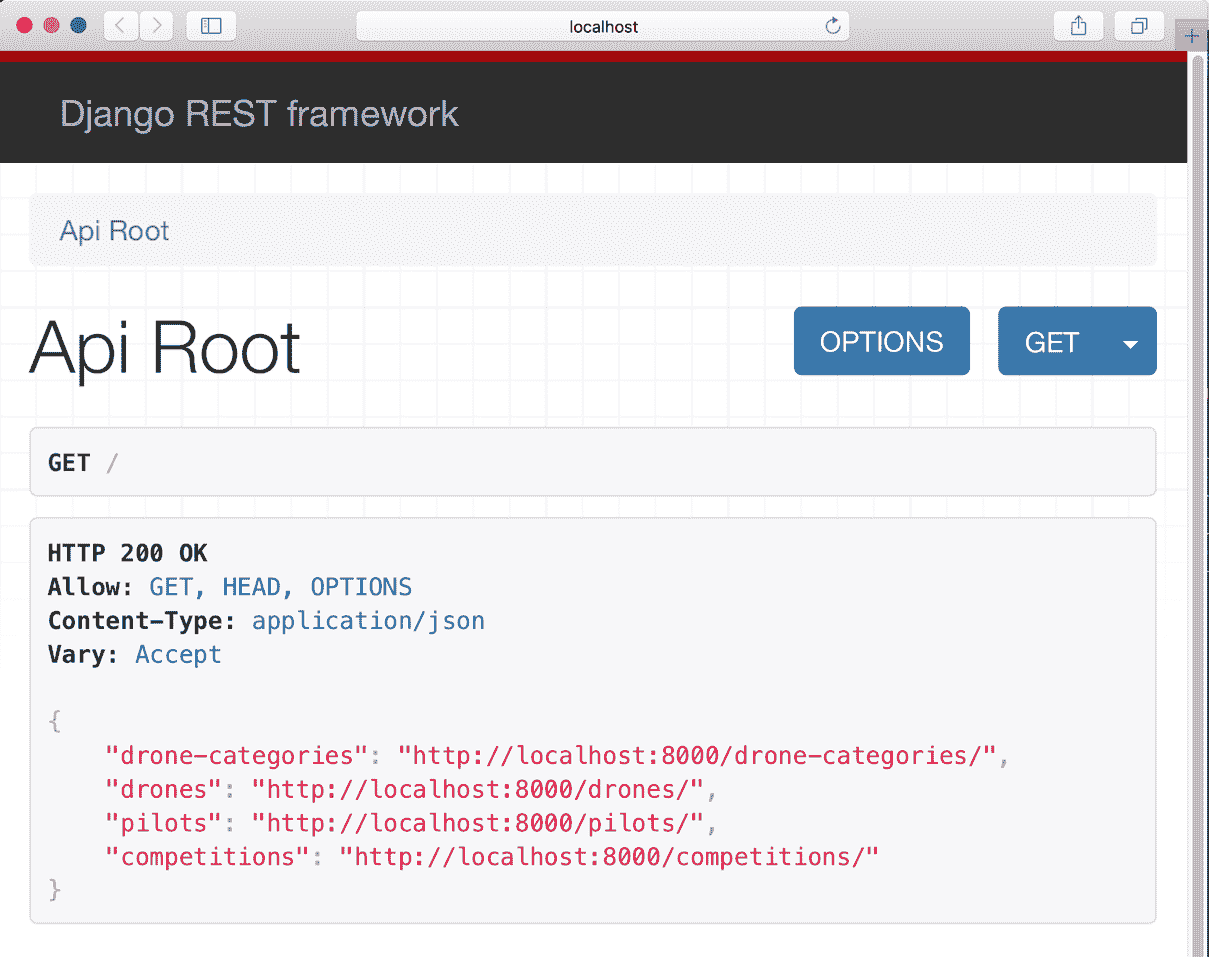 localhost
Django REST framework
Api Root
Api Root
OPTIONS
GET
GET /
HTTP 200 OK
Allow: GET, HEAD, OPTIONS
Content-Type: application/json
Vary: Accept
{
    "drone-categories": "http://localhost:8000/drone-categories/",
    "drones": "http://localhost:8000/drones/",
    "pilots": "http://localhost:8000/pilots/",
    "competitions": "http://localhost:8000/competitions/"
}